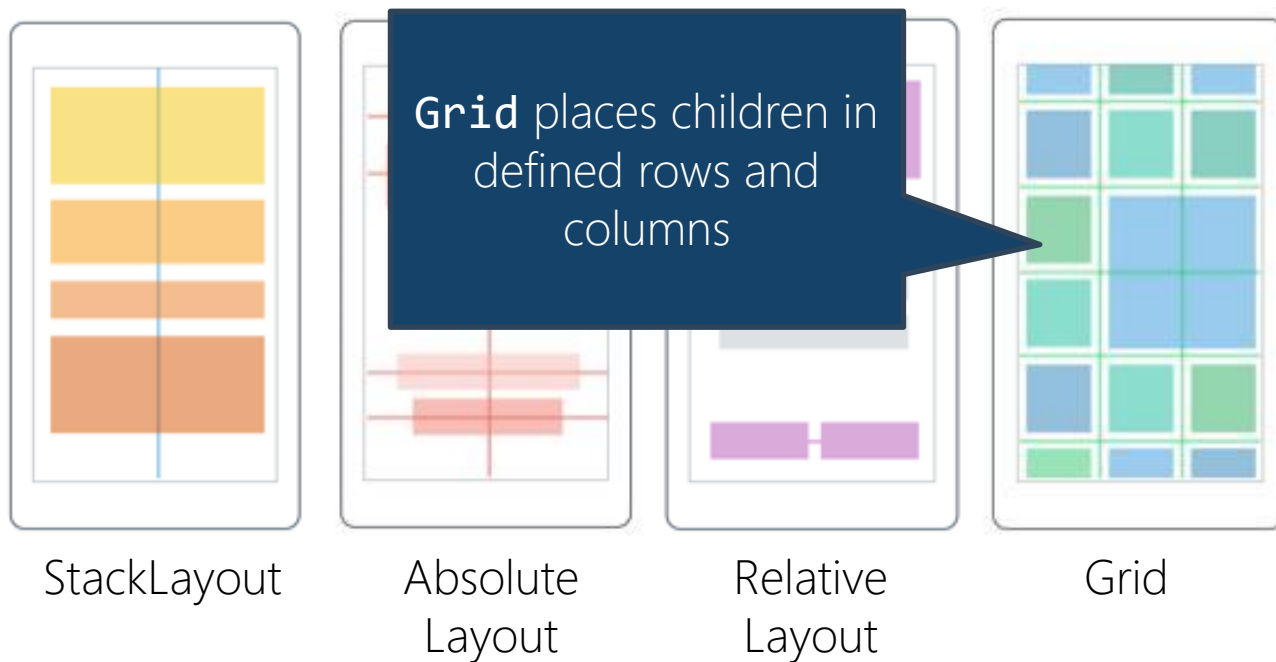 Grid places children in
defined rows and
columns
StackLayout
Absolute
Layout
Relative
Layout
Grid